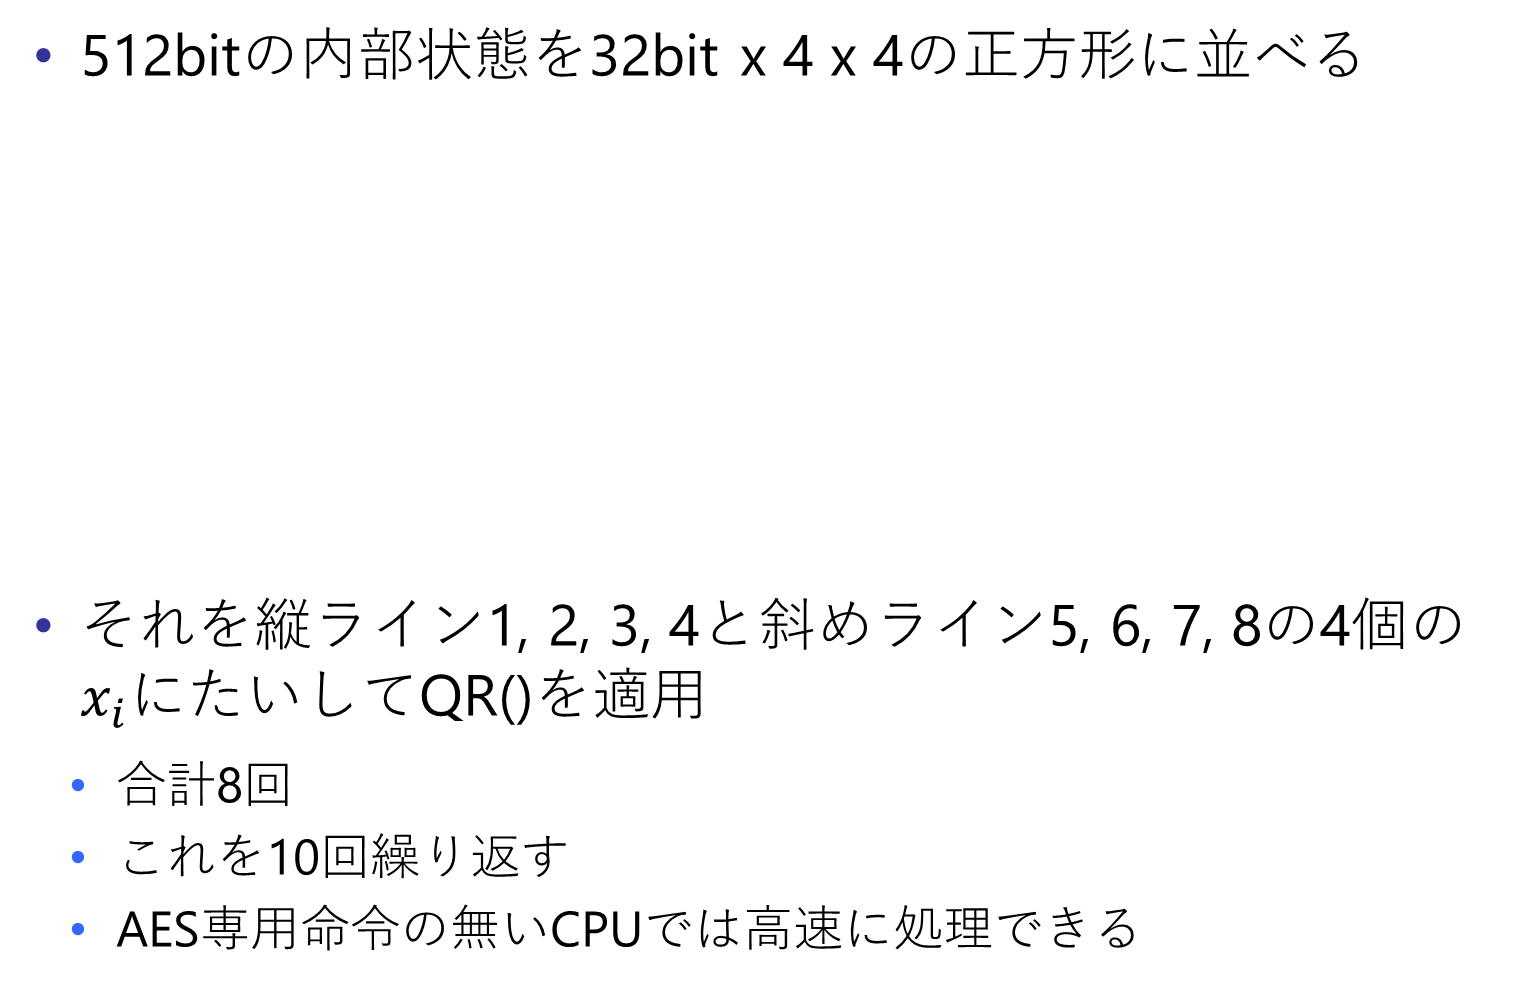 • 512bitの内部状態を32bit x 4 x 4の正方形に並べる
• それを縦ライン1, 2, 3, 4と斜めライン5, 6, 7, 8の4個の
𝑥𝑖にたいしてQR()を適用
• 合計8回
• これを10回繰り返す
• AES専用命令の無いCPUでは高速に処理できる